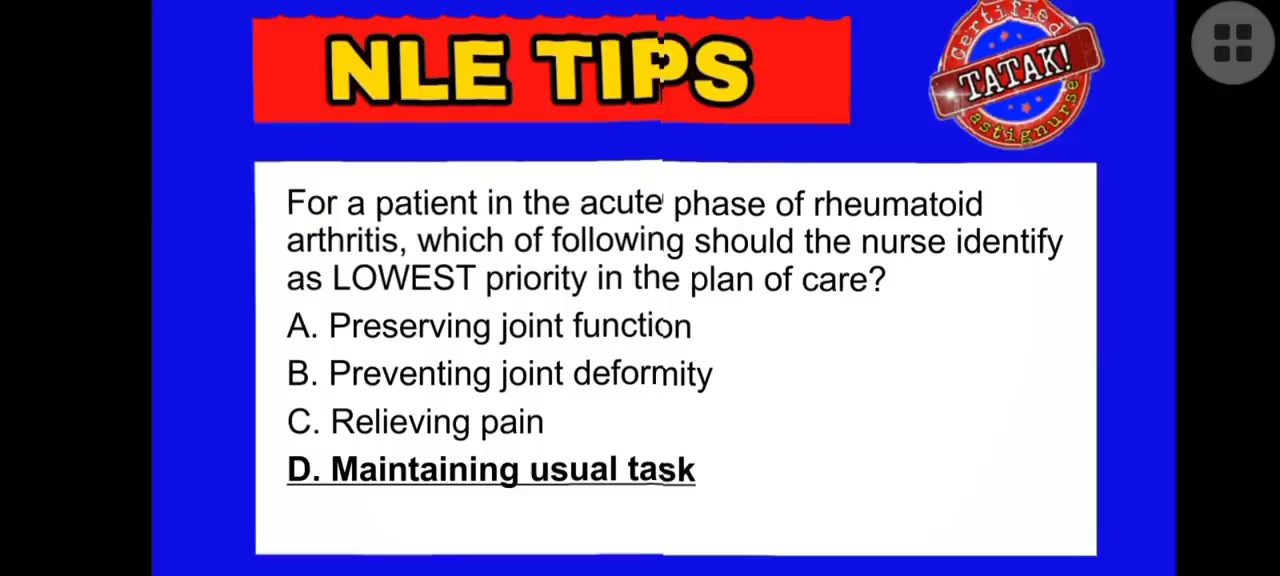 NLE TIPS
Certified
TATAK!
astignurse
For a patient in the acute phase of rheumatoid
arthritis, which of following should the nurse identify
as LOWEST priority in the plan of care?
A. Preserving joint function
B. Preventing joint deformity
C. Relieving pain
D. Maintaining usual task